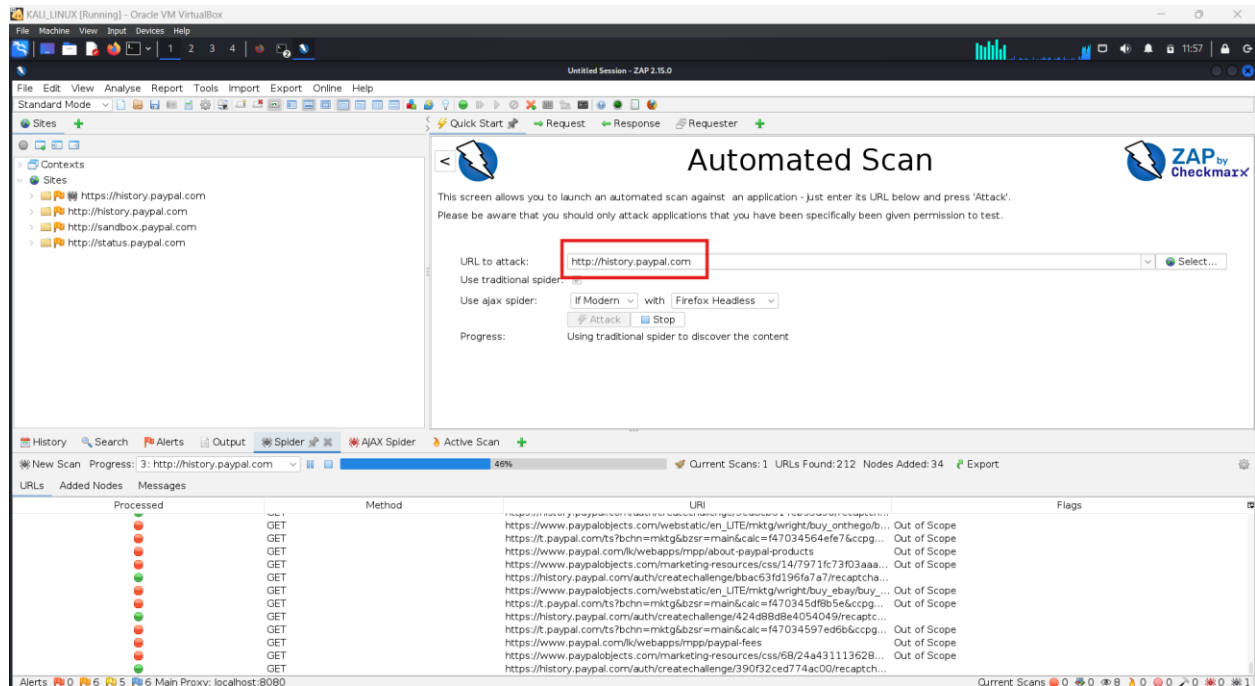 KALI_LINUX [Running] - Oracle VM VirtualBox
File Machine View Input Devices Help
1 2 3 4
11:57
Untitled Session - ZAP 2.15.0
File Edit View Analyse Report Tools Import Export Online Help
Standard Mode
Sites
Quick Start Request Response Requester
Contexts
Sites
https://history.paypal.com
http://history.paypal.com
http://sandbox.paypal.com
http://status.paypal.com
<
Automated Scan
ZAP by Checkmarx
This screen allows you to launch an automated scan against an application - just enter its URL below and press 'Attack'.
Please be aware that you should only attack applications that you have been specifically been given permission to test.
URL to attack: http://history.paypal.com Select...
Use traditional spider:
Use ajax spider: If Modern with Firefox Headless
Attack Stop
Progress: Using traditional spider to discover the content
History Search Alerts Output Spider AJAX Spider Active Scan
New Scan Progress: 3: http://history.paypal.com 46% Current Scans: 1 URLs Found: 212 Nodes Added: 34 Export
URLs Added Nodes Messages
Processed Method URI Flags
GET https://www.paypalobjects.com/webstatic/en_LITE/mktg/wright/buy_onthego/b... Out of Scope
GET https://t.paypal.com/ts?bchn=mktg&bzsr=main&calc=f47034564efe7&ccpg... Out of Scope
GET https://www.paypal.com/lk/webapps/mpp/about-paypal-products Out of Scope
GET https://www.paypalobjects.com/marketing-resources/css/14/7971fc73f03aaa... Out of Scope
GET https://history.paypal.com/auth/createchallenge/bbac63fd196fa7a7/recaptcha...
GET https://www.paypalobjects.com/webstatic/en_LITE/mktg/wright/buy_ebay/buy_... Out of Scope
GET https://t.paypal.com/ts?bchn=mktg&bzsr=main&calc=f470345df8b5e&ccpg... Out of Scope
GET https://history.paypal.com/auth/createchallenge/424d88d8e4054049/recaptc...
GET https://t.paypal.com/ts?bchn=mktg&bzsr=main&calc=f47034597ed6b&ccpg... Out of Scope
GET https://www.paypal.com/lk/webapps/mpp/paypal-fees Out of Scope
GET https://www.paypalobjects.com/marketing-resources/css/68/24a431113628... Out of Scope
GET https://history.paypal.com/auth/createchallenge/390f32ced774ac00/recaptch...
Alerts 0 6 5 6 Main Proxy: localhost:8080 Current Scans 0 0 8 0 0 0 0 1